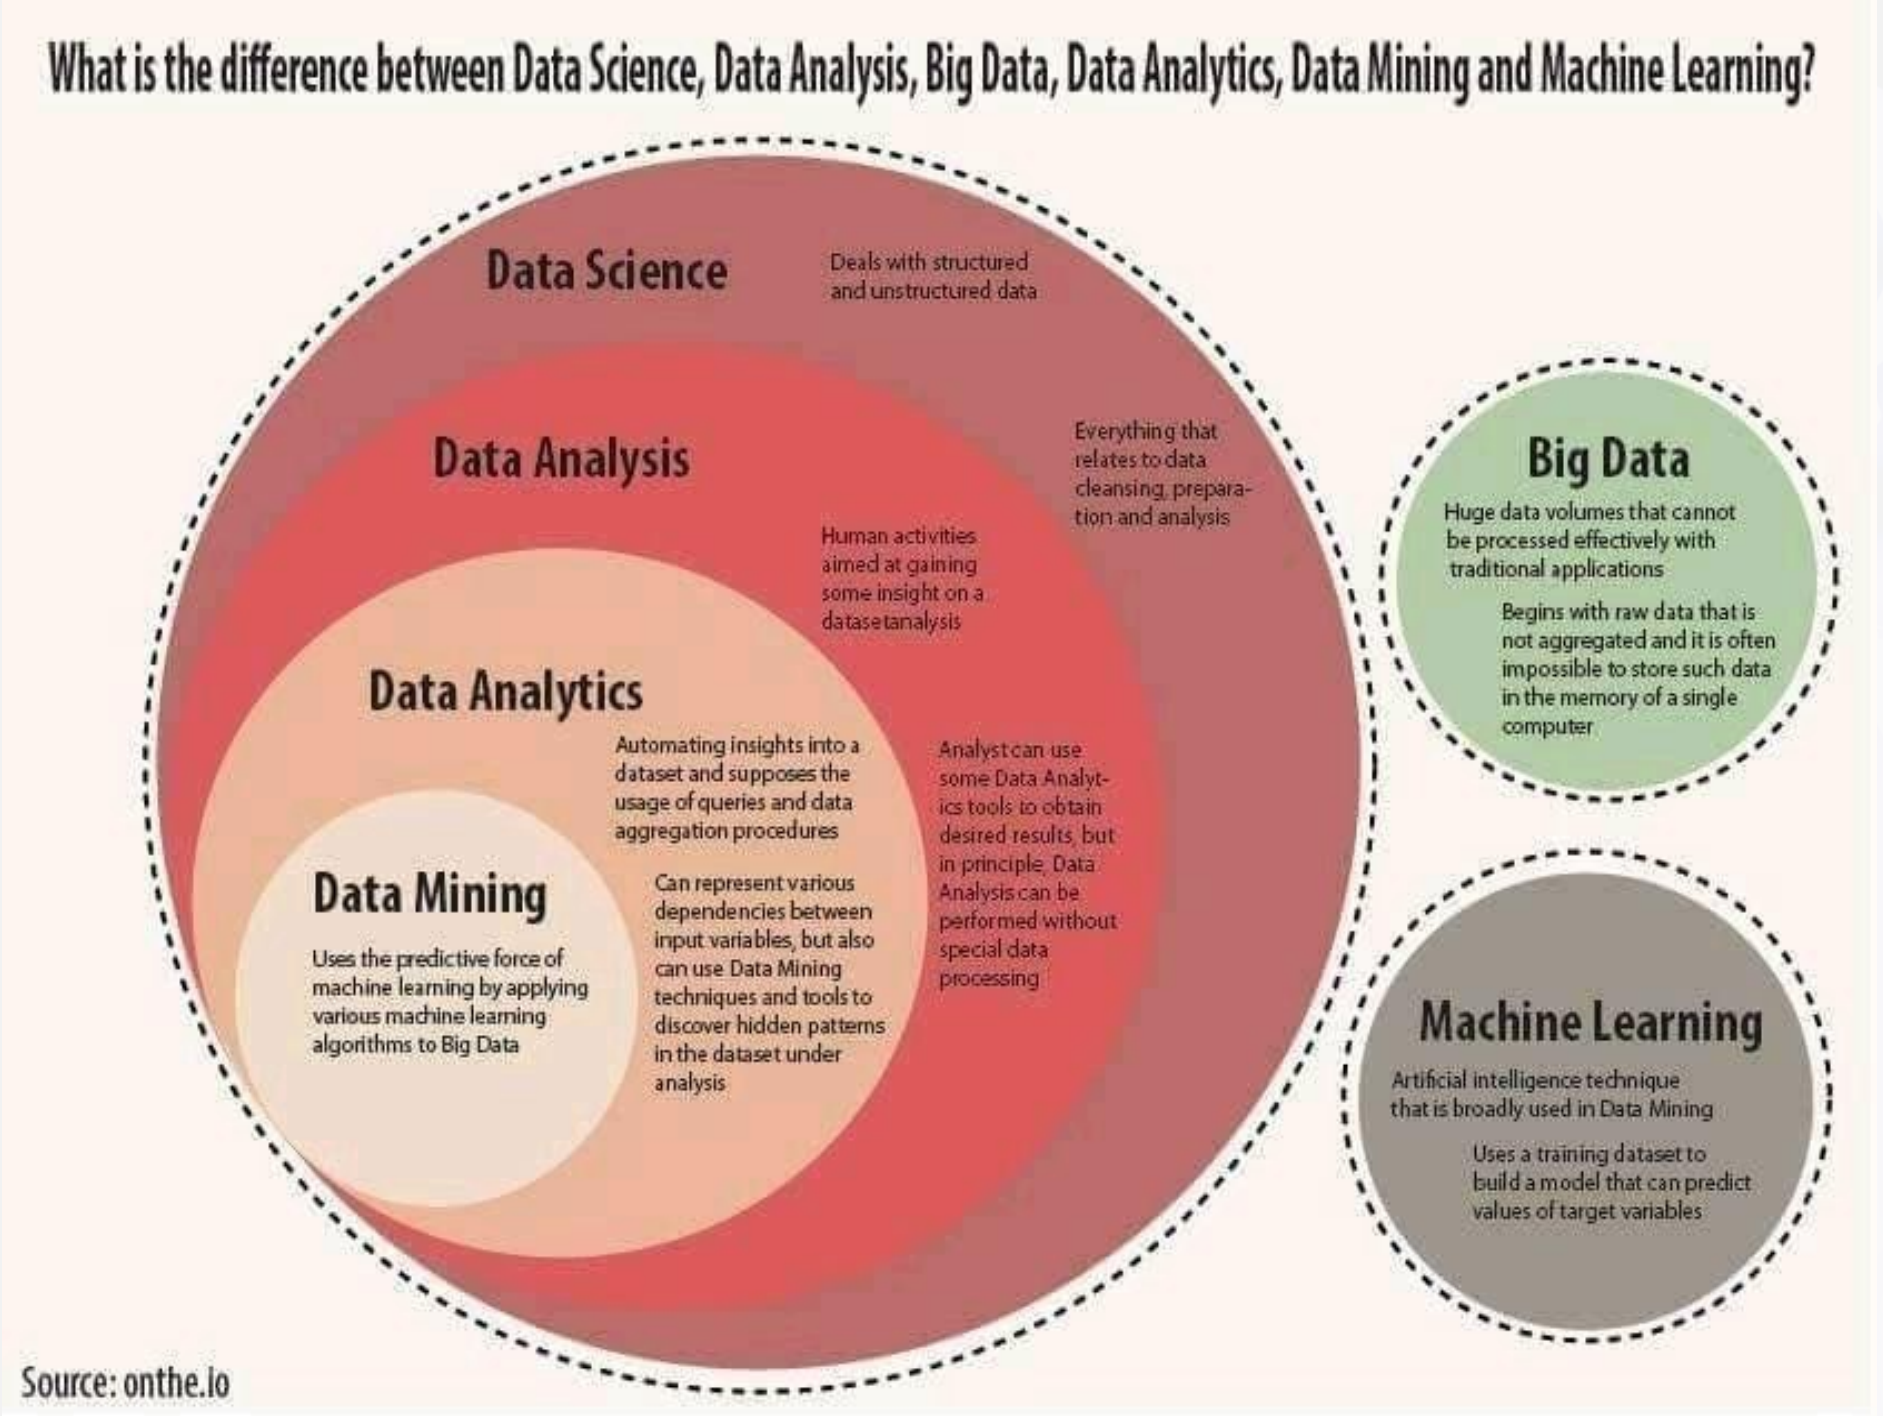 What is the difference between Data Science, Data Analysis, Big Data, Data Analytics, Data Mining and Machine Learning?
Data Science
Deals with structured
and unstructured data
Everything that
relates to data
cleansing, prepara-
tion and analysis
Data Analysis
Human activities
aimed at gaining
some insight on a
datasetanalysis
Analyst can use
some Data Analyt-
ics tools to obtain
desired results, but
in principle, Data
Analysis can be
performed without
special data
processing
Data Analytics
Automating insights into a
dataset and supposes the
usage of queries and data
aggregation procedures
Can represent various
dependencies between
input variables, but also
can use Data Mining
techniques and tools to
discover hidden patterns
in the dataset under
analysis
Data Mining
Uses the predictive force of
machine learning by applying
various machine learning
algorithms to Big Data
Big Data
Huge data volumes that cannot
be processed effectively with
traditional applications
Begins with raw data that is
not aggregated and it is often
impossible to store such data
in the memory of a single
computer
Machine Learning
Artificial intelligence technique
that is broadly used in Data Mining
Uses a training dataset to
build a model that can predict
values of target variables
Source: onthe.io